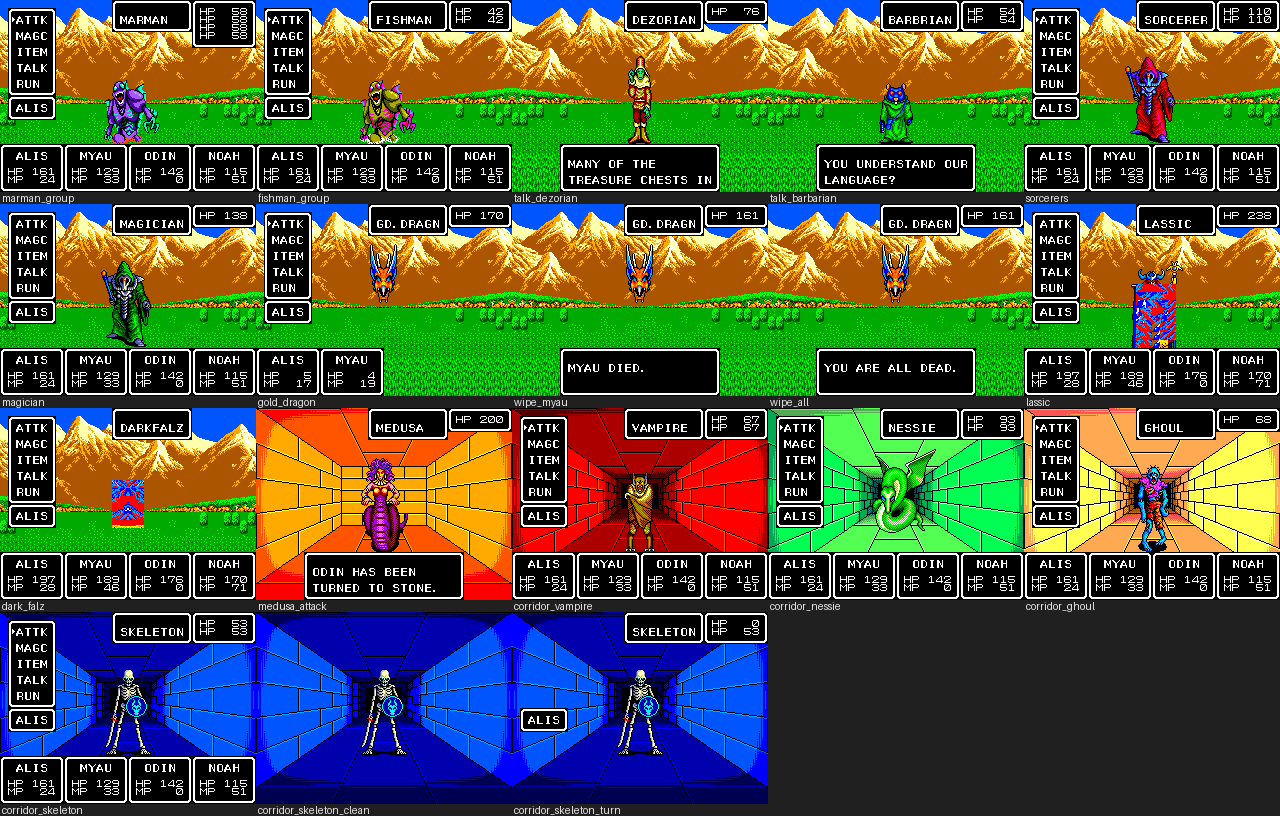 ATTK
MAGC
ITEM
TALK
RUN
ALIS
MARMAN
HP 58
ALIS
HP 161
MP 24
MYAU
HP 129
MP 33
ODIN
HP 142
MP 0
NOAH
HP 115
MP 51
marman_group
ATTK
MAGC
ITEM
TALK
RUN
ALIS
FISHMAN
HP 42
HP 42
ALIS
HP 161
MP 24
MYAU
HP 129
MP 33
ODIN
HP 142
MP 0
NOAH
HP 115
MP 51
fishman_group
DEZORIAN
HP 76
MANY OF THE
TREASURE CHESTS IN
talk_dezorian
BARBRIAN
HP 54
HP 54
YOU UNDERSTAND OUR
LANGUAGE?
talk_barbarian
ATTK
MAGC
ITEM
TALK
RUN
ALIS
SORCERER
HP 110
HP 110
ALIS
HP 161
MP 24
MYAU
HP 129
MP 33
ODIN
HP 142
MP 0
NOAH
HP 115
MP 51
sorcerers
ATTK
MAGC
ITEM
TALK
RUN
ALIS
MAGICIAN
HP 138
ALIS
HP 161
MP 24
MYAU
HP 129
MP 33
ODIN
HP 142
MP 0
NOAH
HP 115
MP 51
magician
ATTK
MAGC
ITEM
TALK
RUN
ALIS
GD.DRAGN
HP 170
ALIS
HP 5
MP 17
MYAU
HP 4
MP 19
gold_dragon
GD.DRAGN
HP 161
MYAU DIED.
wipe_myau
GD.DRAGN
HP 161
YOU ARE ALL DEAD.
wipe_all
ATTK
MAGC
ITEM
TALK
RUN
ALIS
LASSIC
HP 238
ALIS
HP 197
MP 28
MYAU
HP 189
MP 46
ODIN
HP 176
MP 0
NOAH
HP 170
MP 71
lassic
ATTK
MAGC
ITEM
TALK
RUN
ALIS
DARKFALZ
ALIS
HP 197
MP 28
MYAU
HP 189
MP 46
ODIN
HP 176
MP 0
NOAH
HP 170
MP 71
dark_falz
MEDUSA
HP 200
ODIN HAS BEEN
TURNED TO STONE.
medusa_attack
ATTK
MAGC
ITEM
TALK
RUN
ALIS
VAMPIRE
HP 67
HP 67
ALIS
HP 161
MP 24
MYAU
HP 129
MP 33
ODIN
HP 142
MP 0
NOAH
HP 115
MP 51
corridor_vampire
ATTK
MAGC
ITEM
TALK
RUN
ALIS
NESSIE
HP 93
ALIS
HP 161
MP 24
MYAU
HP 129
MP 33
ODIN
HP 142
MP 0
NOAH
HP 115
MP 51
corridor_nessie
ATTK
MAGC
ITEM
TALK
RUN
ALIS
GHOUL
HP 68
ALIS
HP 161
MP 24
MYAU
HP 129
MP 33
ODIN
HP 142
MP 0
NOAH
HP 115
MP 51
corridor_ghoul
ATTK
MAGC
ITEM
TALK
RUN
ALIS
SKELETON
HP 53
HP 53
ALIS
HP 161
MP 24
MYAU
HP 129
MP 33
ODIN
HP 142
MP 0
NOAH
HP 115
MP 51
corridor_skeleton
corridor_skeleton_clean
SKELETON
HP 0
HP 53
ALIS
corridor_skeleton_turn